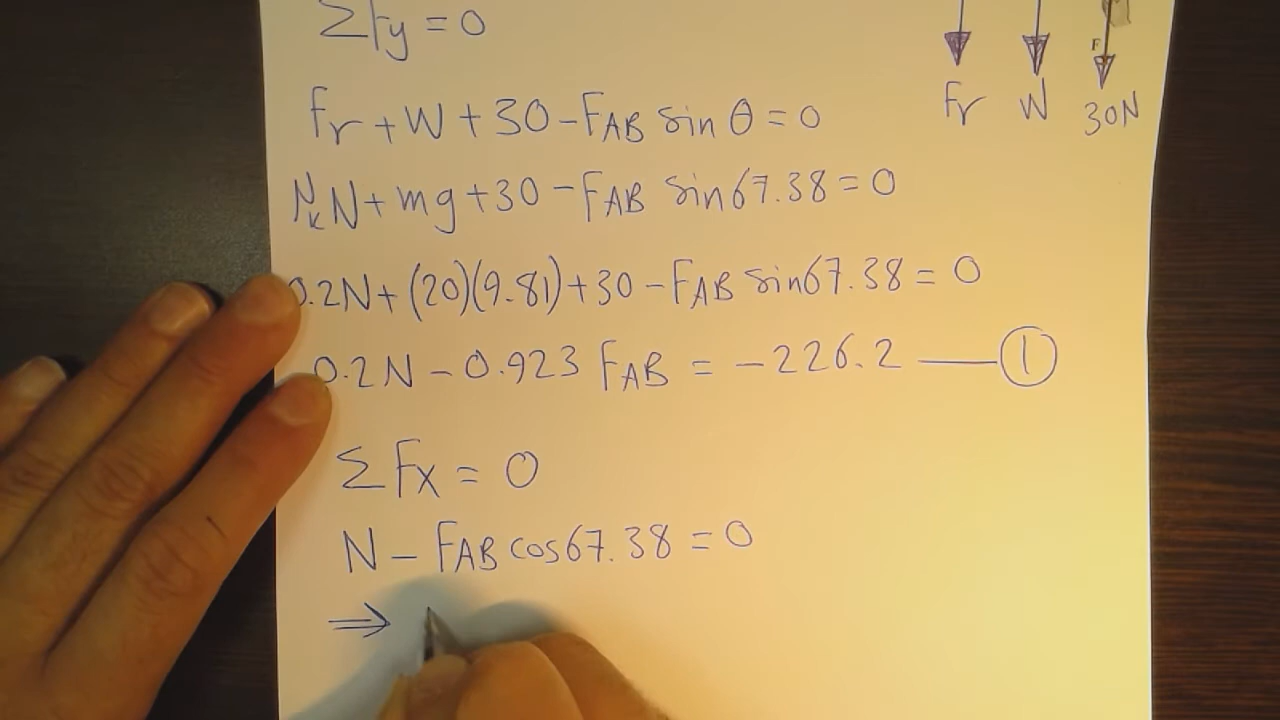 ΣFy = 0
Fr + W + 30 - FAB sin θ = 0
μk N + mg + 30 - FAB sin 67.38 = 0
0.2N + (20)(9.81) + 30 - FAB sin 67.38 = 0
0.2N - 0.923 FAB = -226.2 —— ①
ΣFx = 0
N - FAB cos 67.38 = 0
⇒
F
Fr W 30N